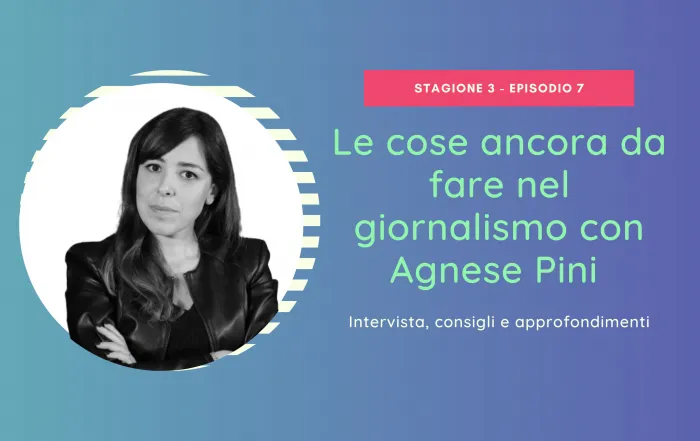 STAGIONE 3 - EPISODIO 7
Le cose ancora da
fare nel
giornalismo con
Agnese Pini
Intervista, consigli e approfondimenti